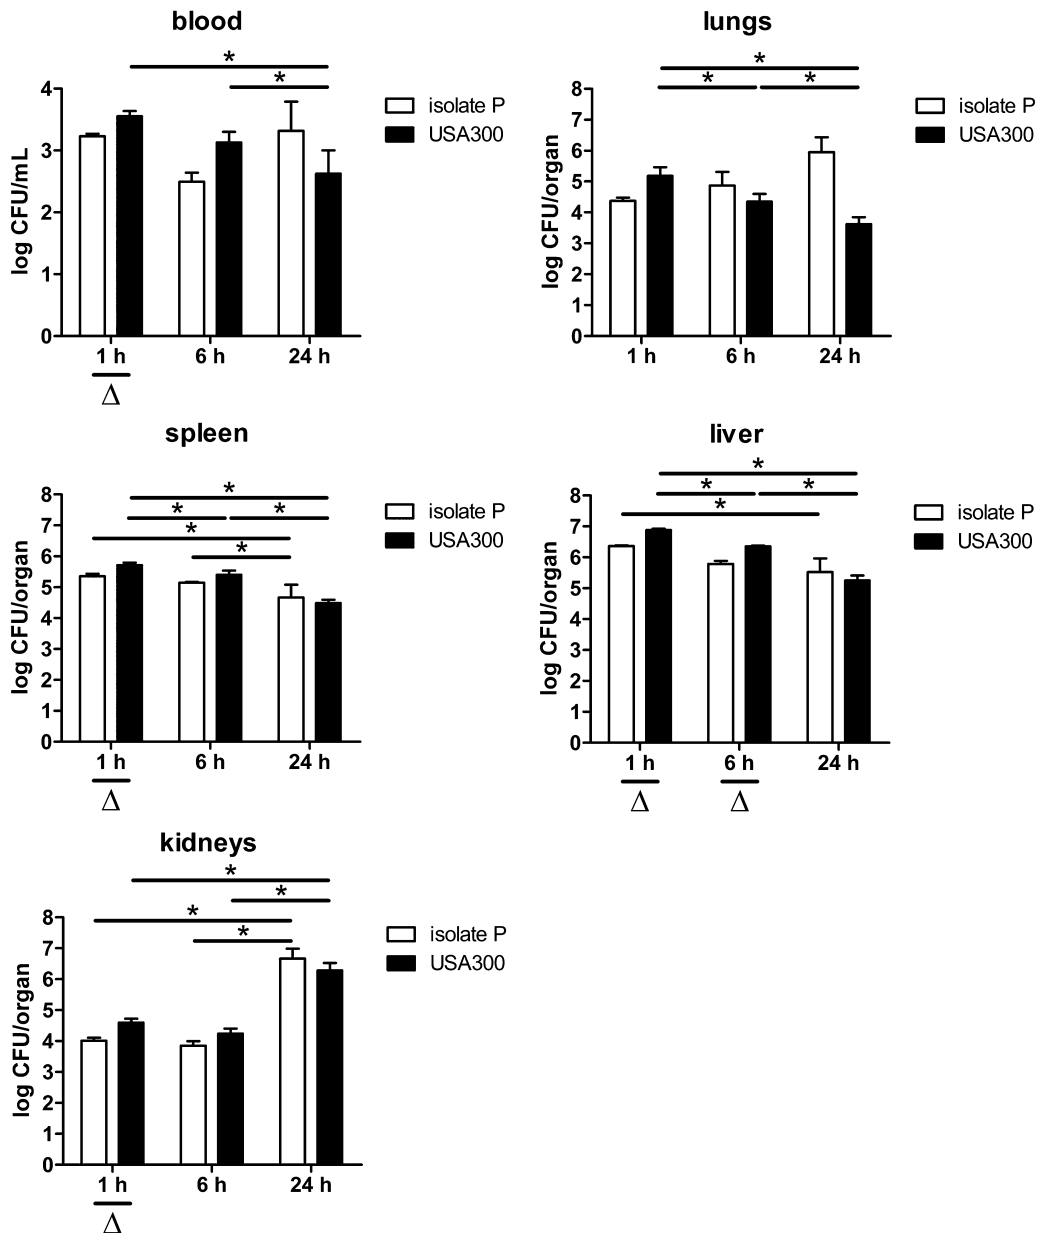 blood
*
*
4
3
2
1
0
log CFU/mL
isolate P
USA300
1 h
6 h
24 h
Δ
lungs
*
*
*
8
7
6
5
4
3
2
1
0
log CFU/organ
isolate P
USA300
1 h
6 h
24 h
spleen
*
*
*
*
*
8
7
6
5
4
3
2
1
0
log CFU/organ
isolate P
USA300
1 h
6 h
24 h
Δ
liver
*
*
*
*
8
7
6
5
4
3
2
1
0
log CFU/organ
isolate P
USA300
1 h
6 h
24 h
Δ
Δ
kidneys
*
*
*
*
8
7
6
5
4
3
2
1
0
log CFU/organ
isolate P
USA300
1 h
6 h
24 h
Δ